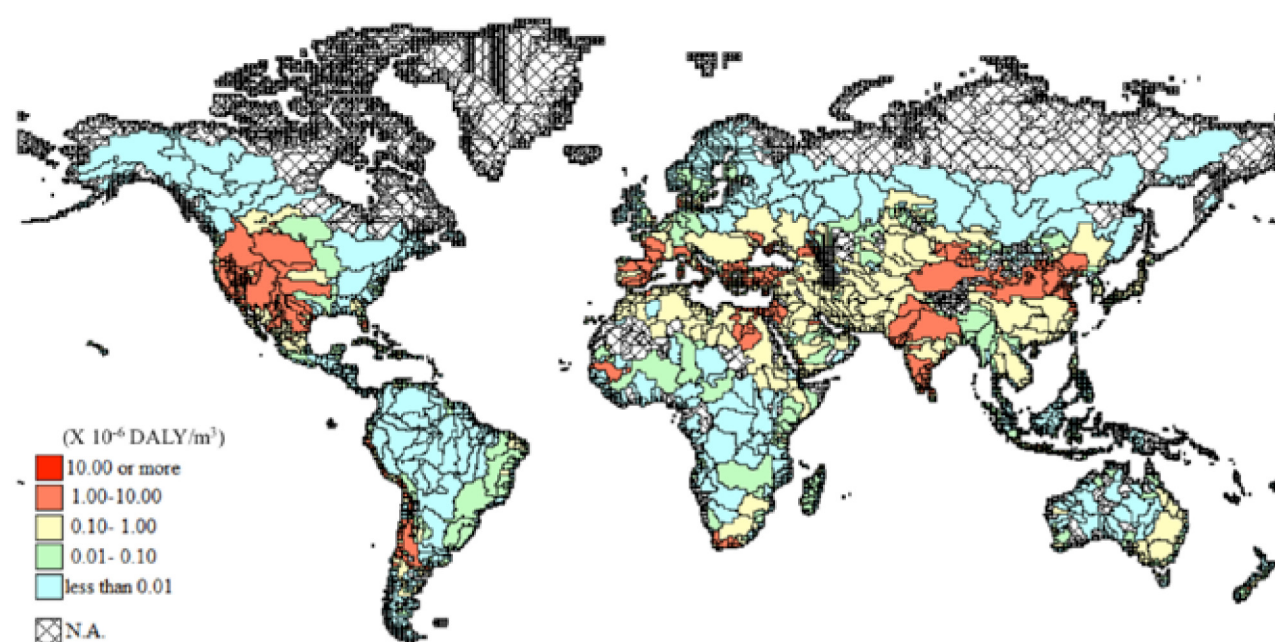 (X 10⁻⁶ DALY/m³)
10.00 or more
1.00-10.00
0.10- 1.00
0.01- 0.10
less than 0.01
N.A.